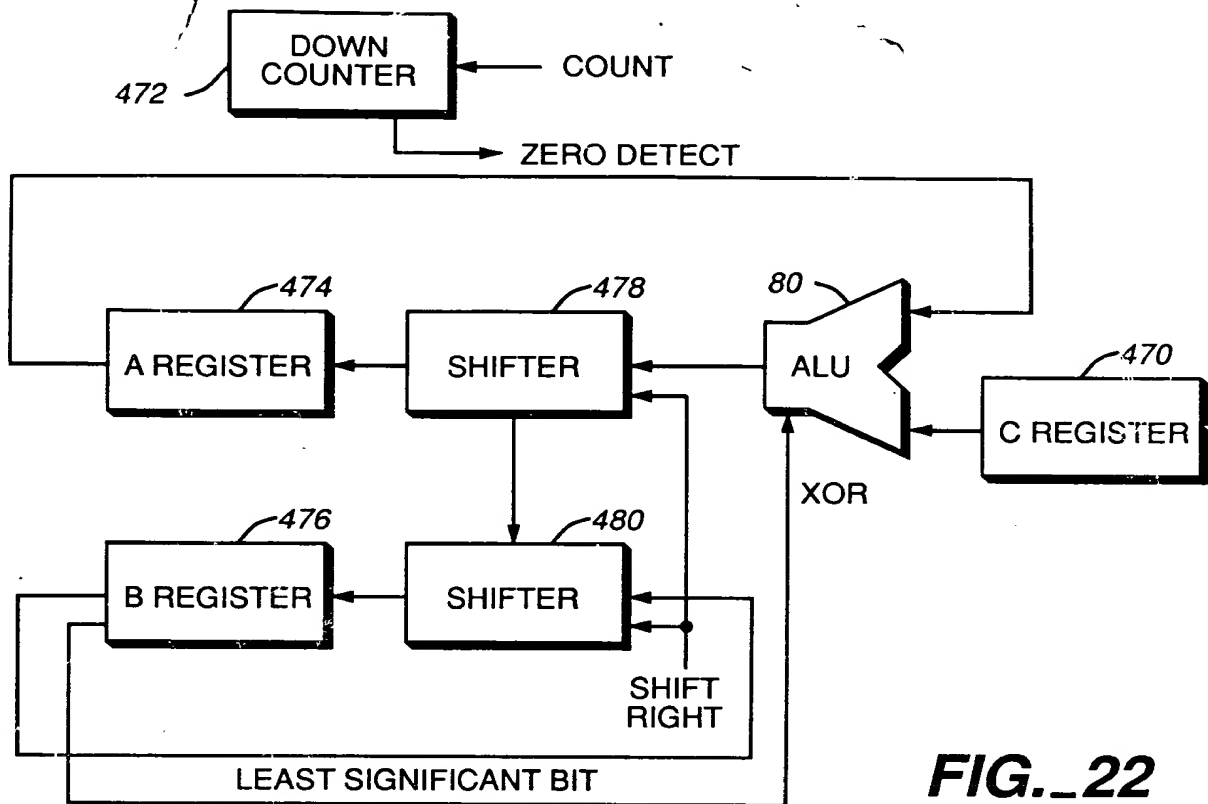 DOWN
COUNTER
COUNT
472
ZERO DETECT
474
478
80
A REGISTER
SHIFTER
ALU
470
C REGISTER
XOR
476
480
B REGISTER
SHIFTER
SHIFT
RIGHT
LEAST SIGNIFICANT BIT
FIG._22